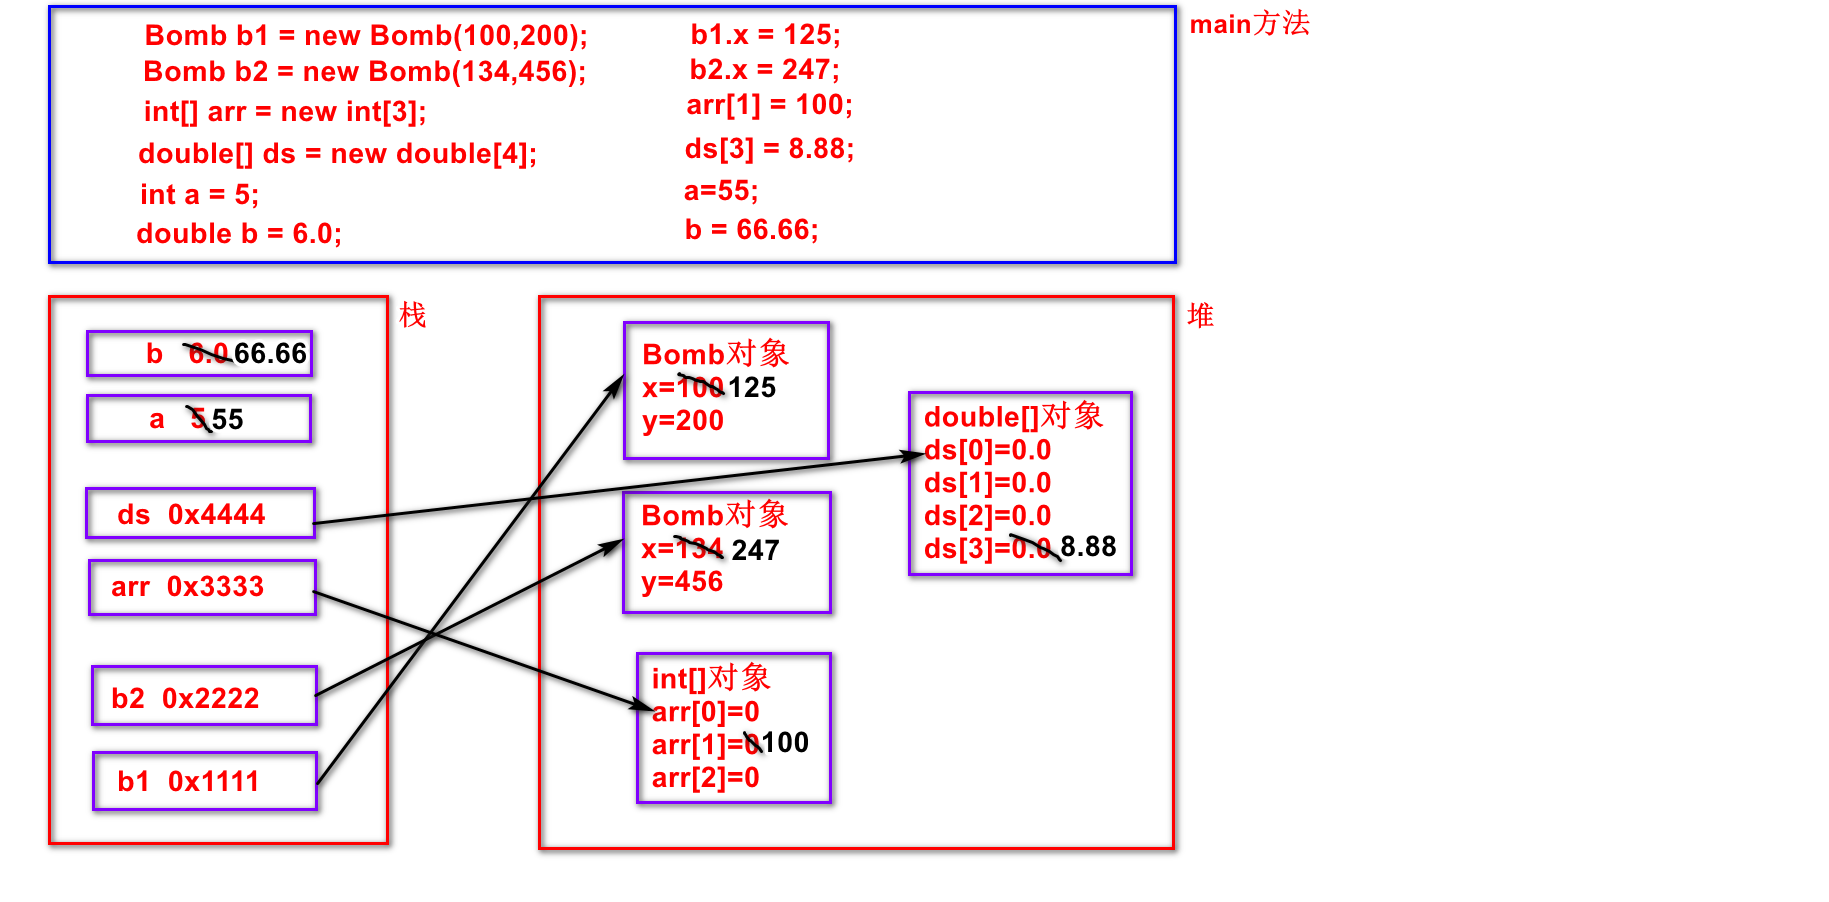 Bomb b1 = new Bomb(100,200);
Bomb b2 = new Bomb(134,456);
int[] arr = new int[3];
double[] ds = new double[4];
int a = 5;
double b = 6.0;
b1.x = 125;
b2.x = 247;
arr[1] = 100;
ds[3] = 8.88;
a=55;
b = 66.66;
main方法
栈
b 6.0 66.66
a 5 55
ds 0x4444
arr 0x3333
b2 0x2222
b1 0x1111
堆
Bomb对象
x=100 125
y=200
Bomb对象
x=134 247
y=456
int[]对象
arr[0]=0
arr[1]=0 100
arr[2]=0
double[]对象
ds[0]=0.0
ds[1]=0.0
ds[2]=0.0
ds[3]=0.0 8.88